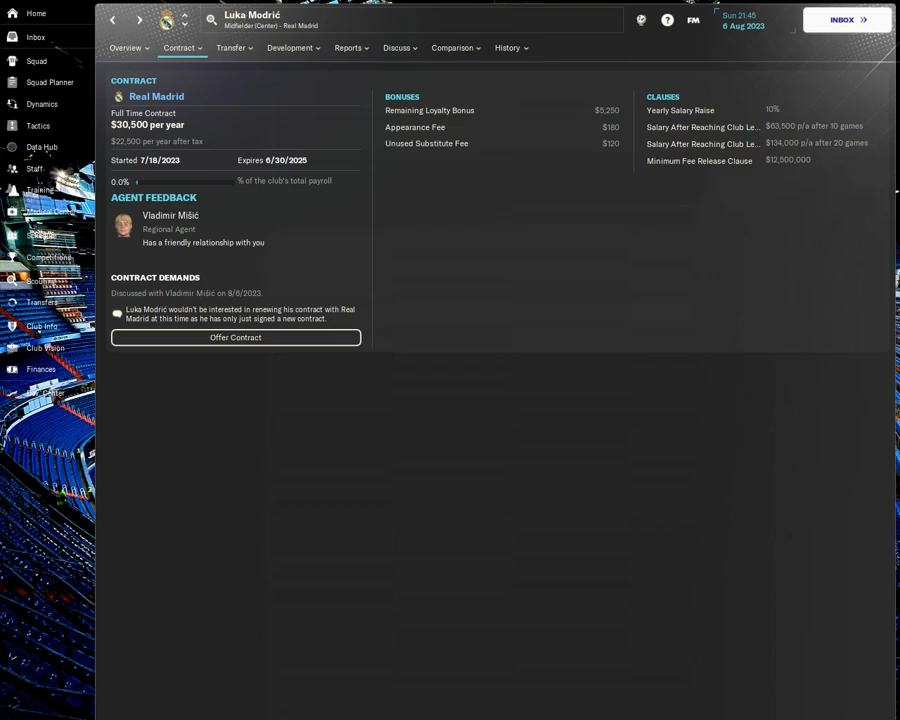 Home
Inbox
Squad
Squad Planner
Dynamics
Tactics
Data Hub
Staff
Training
Medical Center
Schedule
Competitions
Scouting
Transfers
Club Info
Club Vision
Finances
Dev. Center
Luka Modrić
Midfielder (Center) - Real Madrid
FM
Sun 21:45
6 Aug 2023
INBOX
Overview
Contract
Transfer
Development
Reports
Discuss
Comparison
History
CONTRACT
Real Madrid
Full Time Contract
$30,500 per year
$22,500 per year after tax
Started 7/18/2023 Expires 6/30/2025
0.0% % of the club's total payroll
AGENT FEEDBACK
Vladimir Mišić
Regional Agent
Has a friendly relationship with you
CONTRACT DEMANDS
Discussed with Vladimir Mišić on 8/6/2023.
Luka Modrić wouldn't be interested in renewing his contract with Real
Madrid at this time as he has only just signed a new contract.
Offer Contract
BONUSES
Remaining Loyalty Bonus $5,250
Appearance Fee $180
Unused Substitute Fee $120
CLAUSES
Yearly Salary Raise 10%
Salary After Reaching Club Le... $63,500 p/a after 10 games
Salary After Reaching Club Le... $134,000 p/a after 20 games
Minimum Fee Release Clause $12,500,000